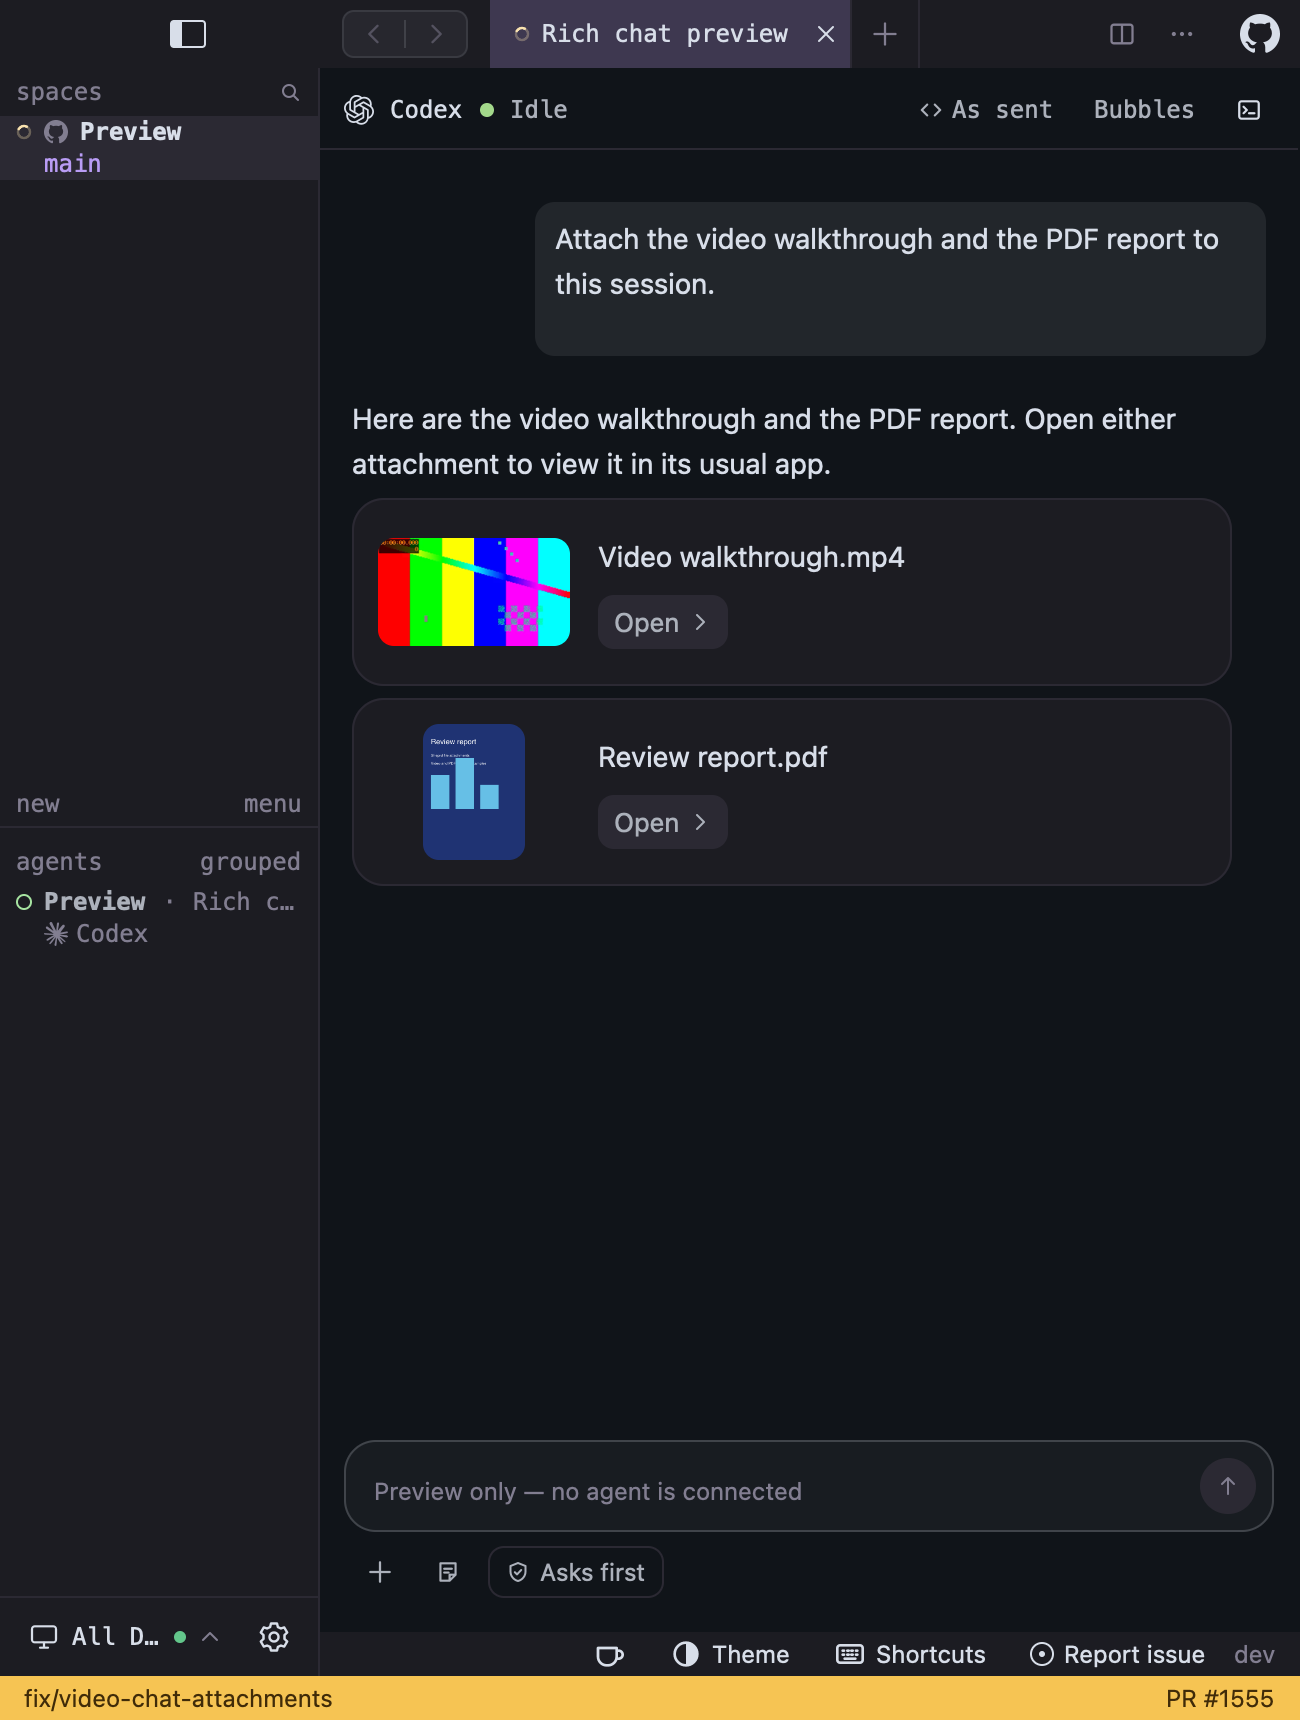 Rich chat preview
spaces
Preview
main
Codex
Idle
As sent
Bubbles
Attach the video walkthrough and the PDF report to
this session.
Here are the video walkthrough and the PDF report. Open either
attachment to view it in its usual app.
Video walkthrough.mp4
Open
Review report
Review report.pdf
Open
new
menu
agents
grouped
Preview · Rich c…
Codex
Preview only — no agent is connected
Asks first
All D…
Theme
Shortcuts
Report issue
dev
fix/video-chat-attachments
PR #1555